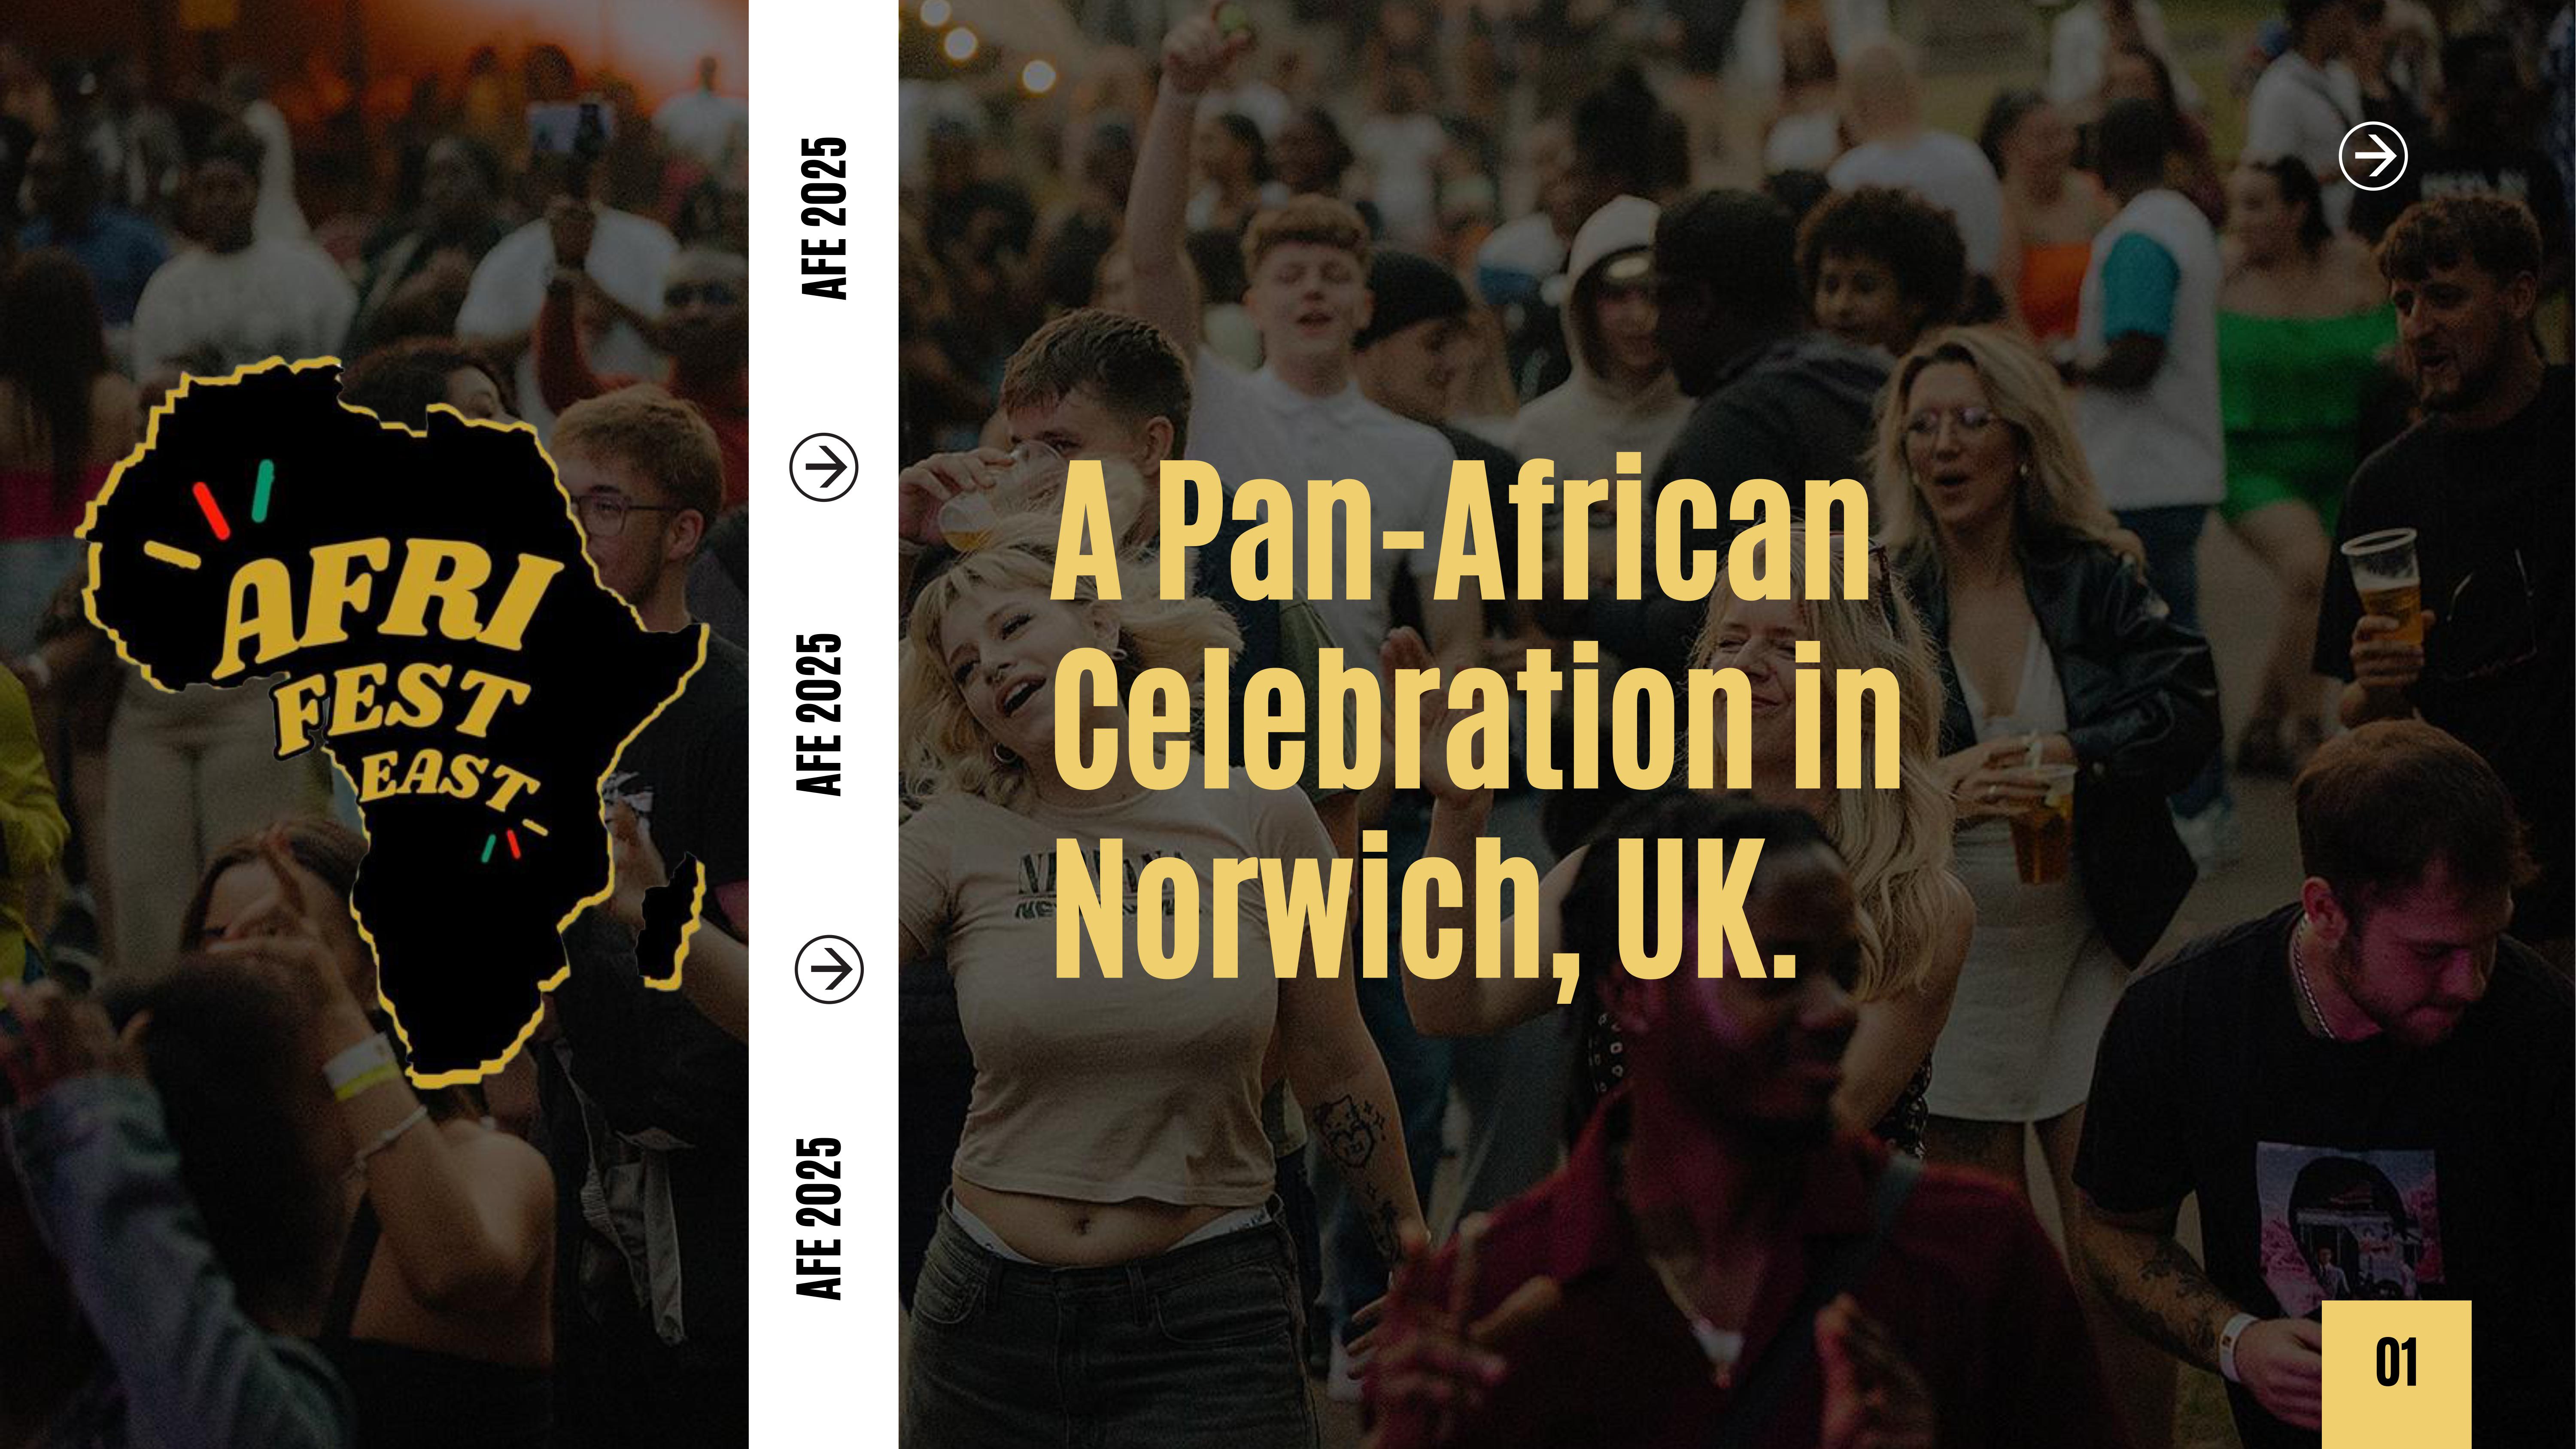 AFRI
FEST
EAST
AFE 2025
AFE 2025
AFE 2025
A Pan-African
Celebration in
Norwich, UK.
01